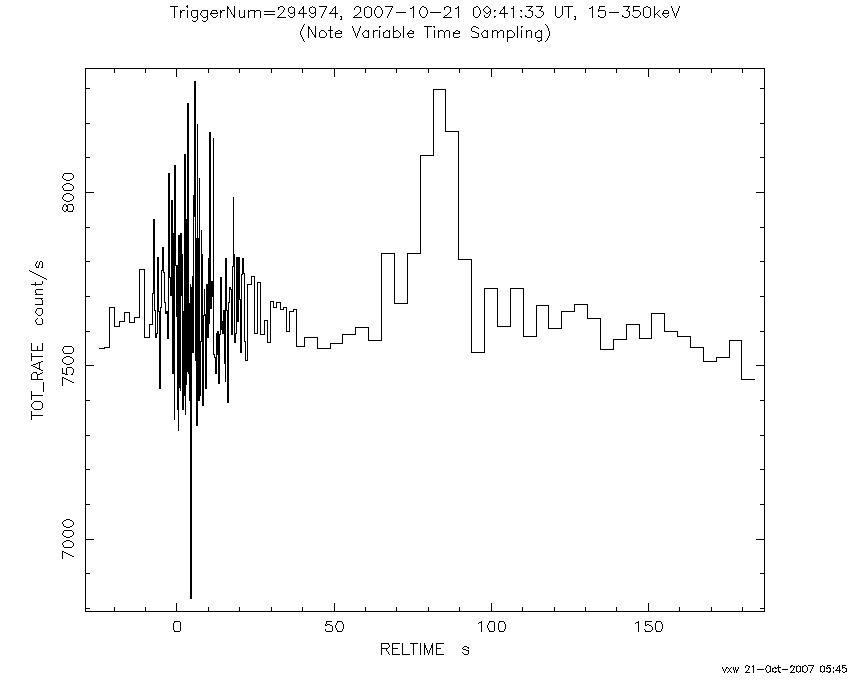 TriggerNum=294974, 2007-10-21 09:41:33 UT, 15-350keV
(Note Variable Time Sampling)
TOT_RATE count/s
8000
7500
7000
0 50 100 150
RELTIME s
vxw 21-Oct-2007 05:45